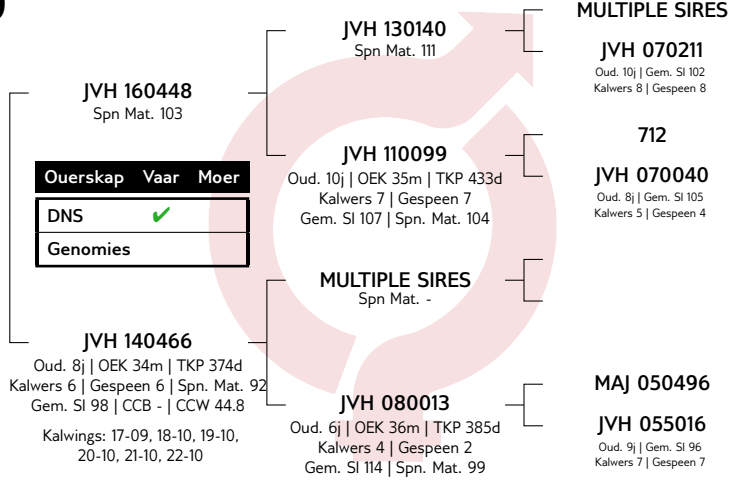 MULTIPLE SIRES
JVH 130140
Spn Mat. 111
JVH 070211
Oud. 10j | Gem. SI 102
Kalwers 8 | Gespeen 8
JVH 160448
Spn Mat. 103
712
JVH 110099
Oud. 10j | OEK 35m | TKP 433d
Kalwers 7 | Gespeen 7
Gem. SI 107 | Spn. Mat. 104
JVH 070040
Oud. 8j | Gem. SI 105
Kalwers 5 | Gespeen 4
Ouerskap Vaar Moer
DNS ✔
Genomies
MULTIPLE SIRES
Spn Mat. -
JVH 140466
Oud. 8j | OEK 34m | TKP 374d
Kalwers 6 | Gespeen 6 | Spn. Mat. 92
Gem. SI 98 | CCB - | CCW 44.8
Kalwings: 17-09, 18-10, 19-10,
20-10, 21-10, 22-10
MAJ 050496
JVH 080013
Oud. 6j | OEK 36m | TKP 385d
Kalwers 4 | Gespeen 2
Gem. SI 114 | Spn. Mat. 99
JVH 055016
Oud. 9j | Gem. SI 96
Kalwers 7 | Gespeen 7